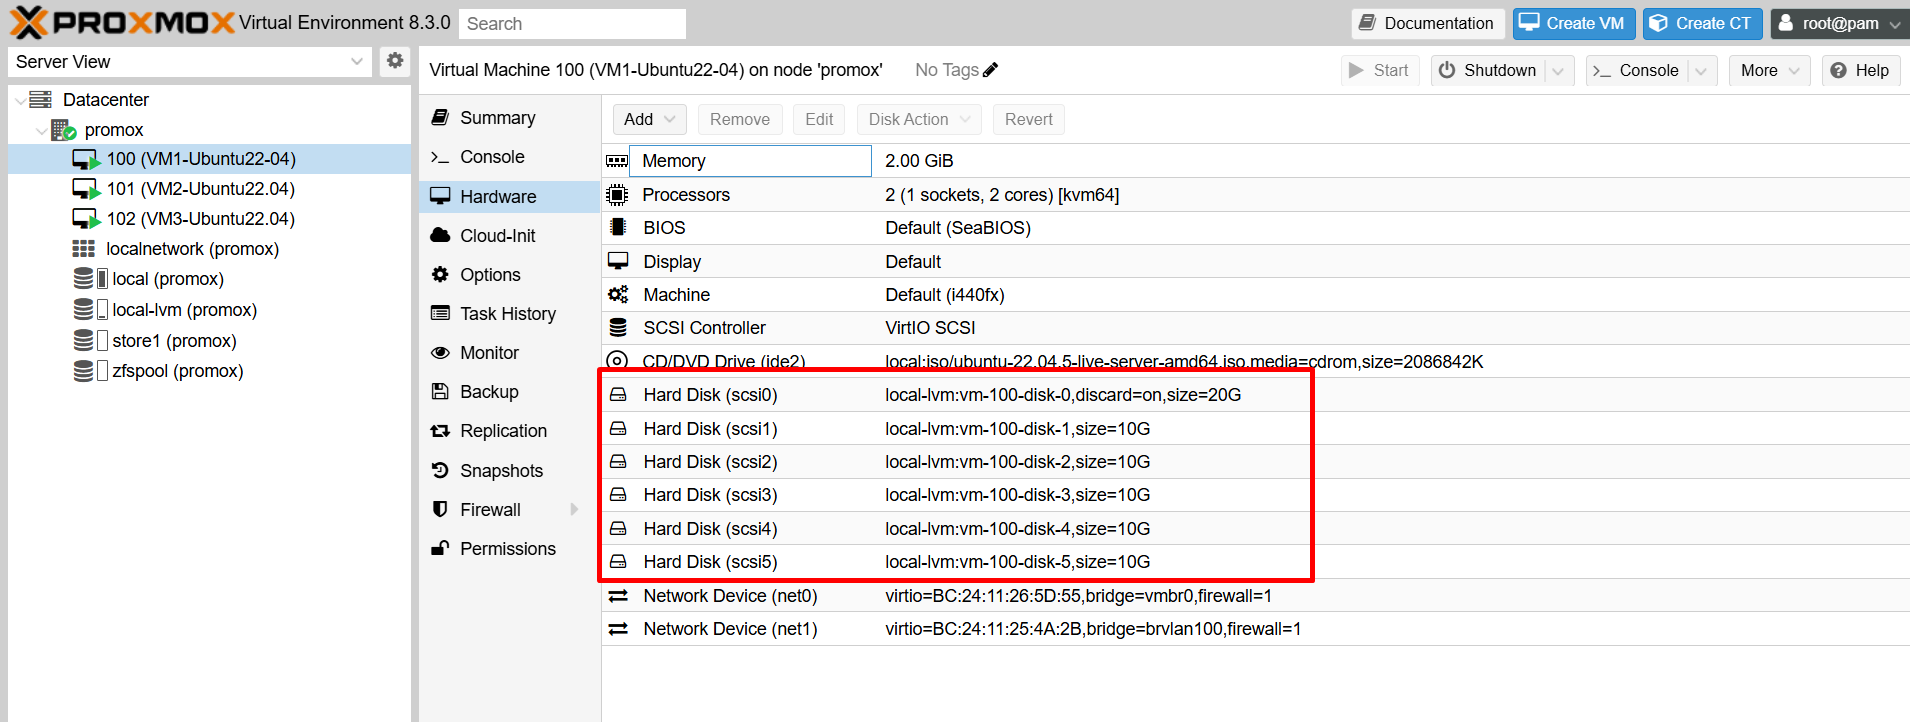 PROXMOX Virtual Environment 8.3.0 Search Documentation Create VM Create CT root@pam
Server View
Datacenter
promox
100 (VM1-Ubuntu22-04)
101 (VM2-Ubuntu22.04)
102 (VM3-Ubuntu22.04)
localnetwork (promox)
local (promox)
local-lvm (promox)
store1 (promox)
zfspool (promox)
Virtual Machine 100 (VM1-Ubuntu22-04) on node 'promox' No Tags Start Shutdown Console More Help
Summary
Console
Hardware
Cloud-Init
Options
Task History
Monitor
Backup
Replication
Snapshots
Firewall
Permissions
Add Remove Edit Disk Action Revert
Memory 2.00 GiB
Processors 2 (1 sockets, 2 cores) [kvm64]
BIOS Default (SeaBIOS)
Display Default
Machine Default (i440fx)
SCSI Controller VirtIO SCSI
CD/DVD Drive (ide2) local:iso/ubuntu-22.04.5-live-server-amd64.iso,media=cdrom,size=2086842K
Hard Disk (scsi0) local-lvm:vm-100-disk-0,discard=on,size=20G
Hard Disk (scsi1) local-lvm:vm-100-disk-1,size=10G
Hard Disk (scsi2) local-lvm:vm-100-disk-2,size=10G
Hard Disk (scsi3) local-lvm:vm-100-disk-3,size=10G
Hard Disk (scsi4) local-lvm:vm-100-disk-4,size=10G
Hard Disk (scsi5) local-lvm:vm-100-disk-5,size=10G
Network Device (net0) virtio=BC:24:11:26:5D:55,bridge=vmbr0,firewall=1
Network Device (net1) virtio=BC:24:11:25:4A:2B,bridge=brvlan100,firewall=1